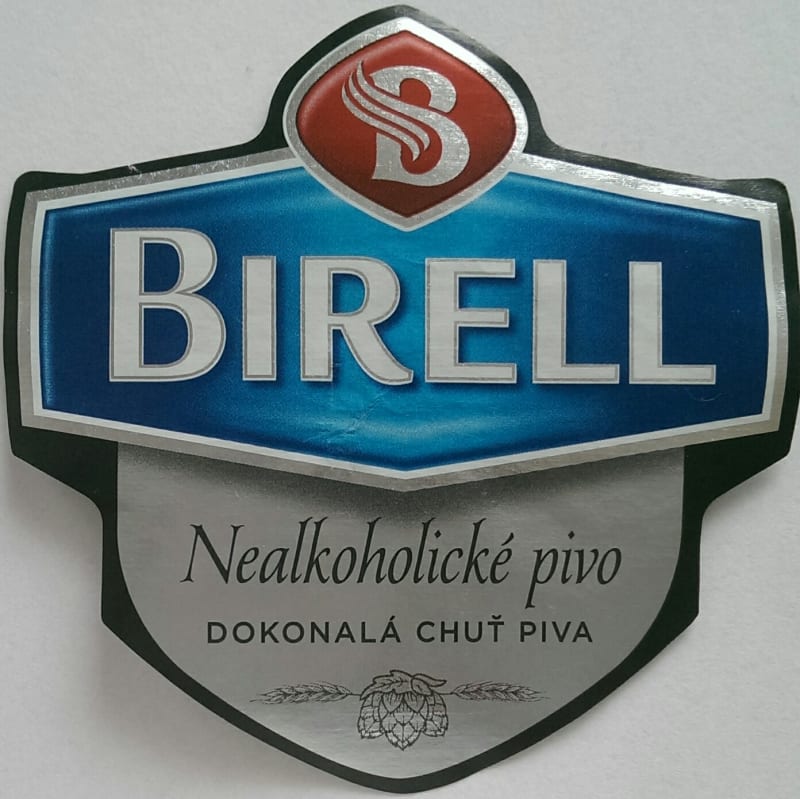 B
BIRELL
Nealkoholické pivo
DOKONALÁ CHUŤ PIVA